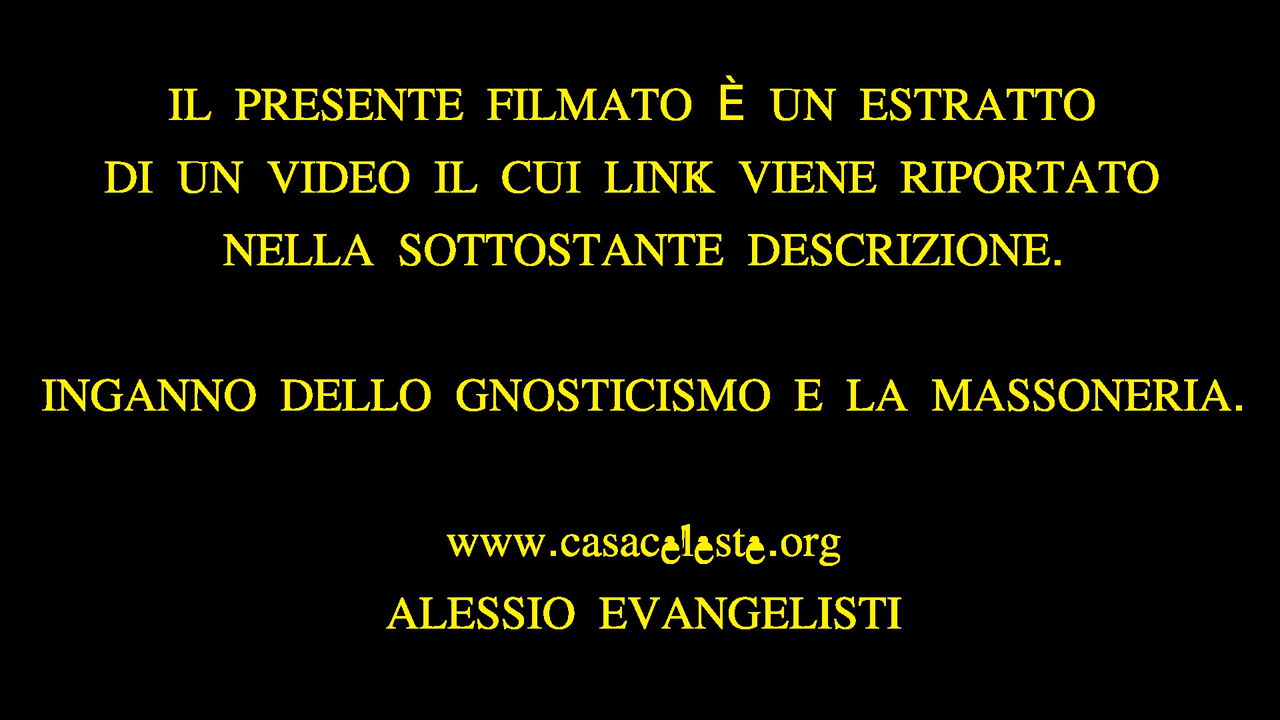 IL PRESENTE FILMATO È UN ESTRATTO
DI UN VIDEO IL CUI LINK VIENE RIPORTATO
NELLA SOTTOSTANTE DESCRIZIONE.
INGANNO DELLO GNOSTICISMO E LA MASSONERIA.
www.casaceleste.org
ALESSIO EVANGELISTI